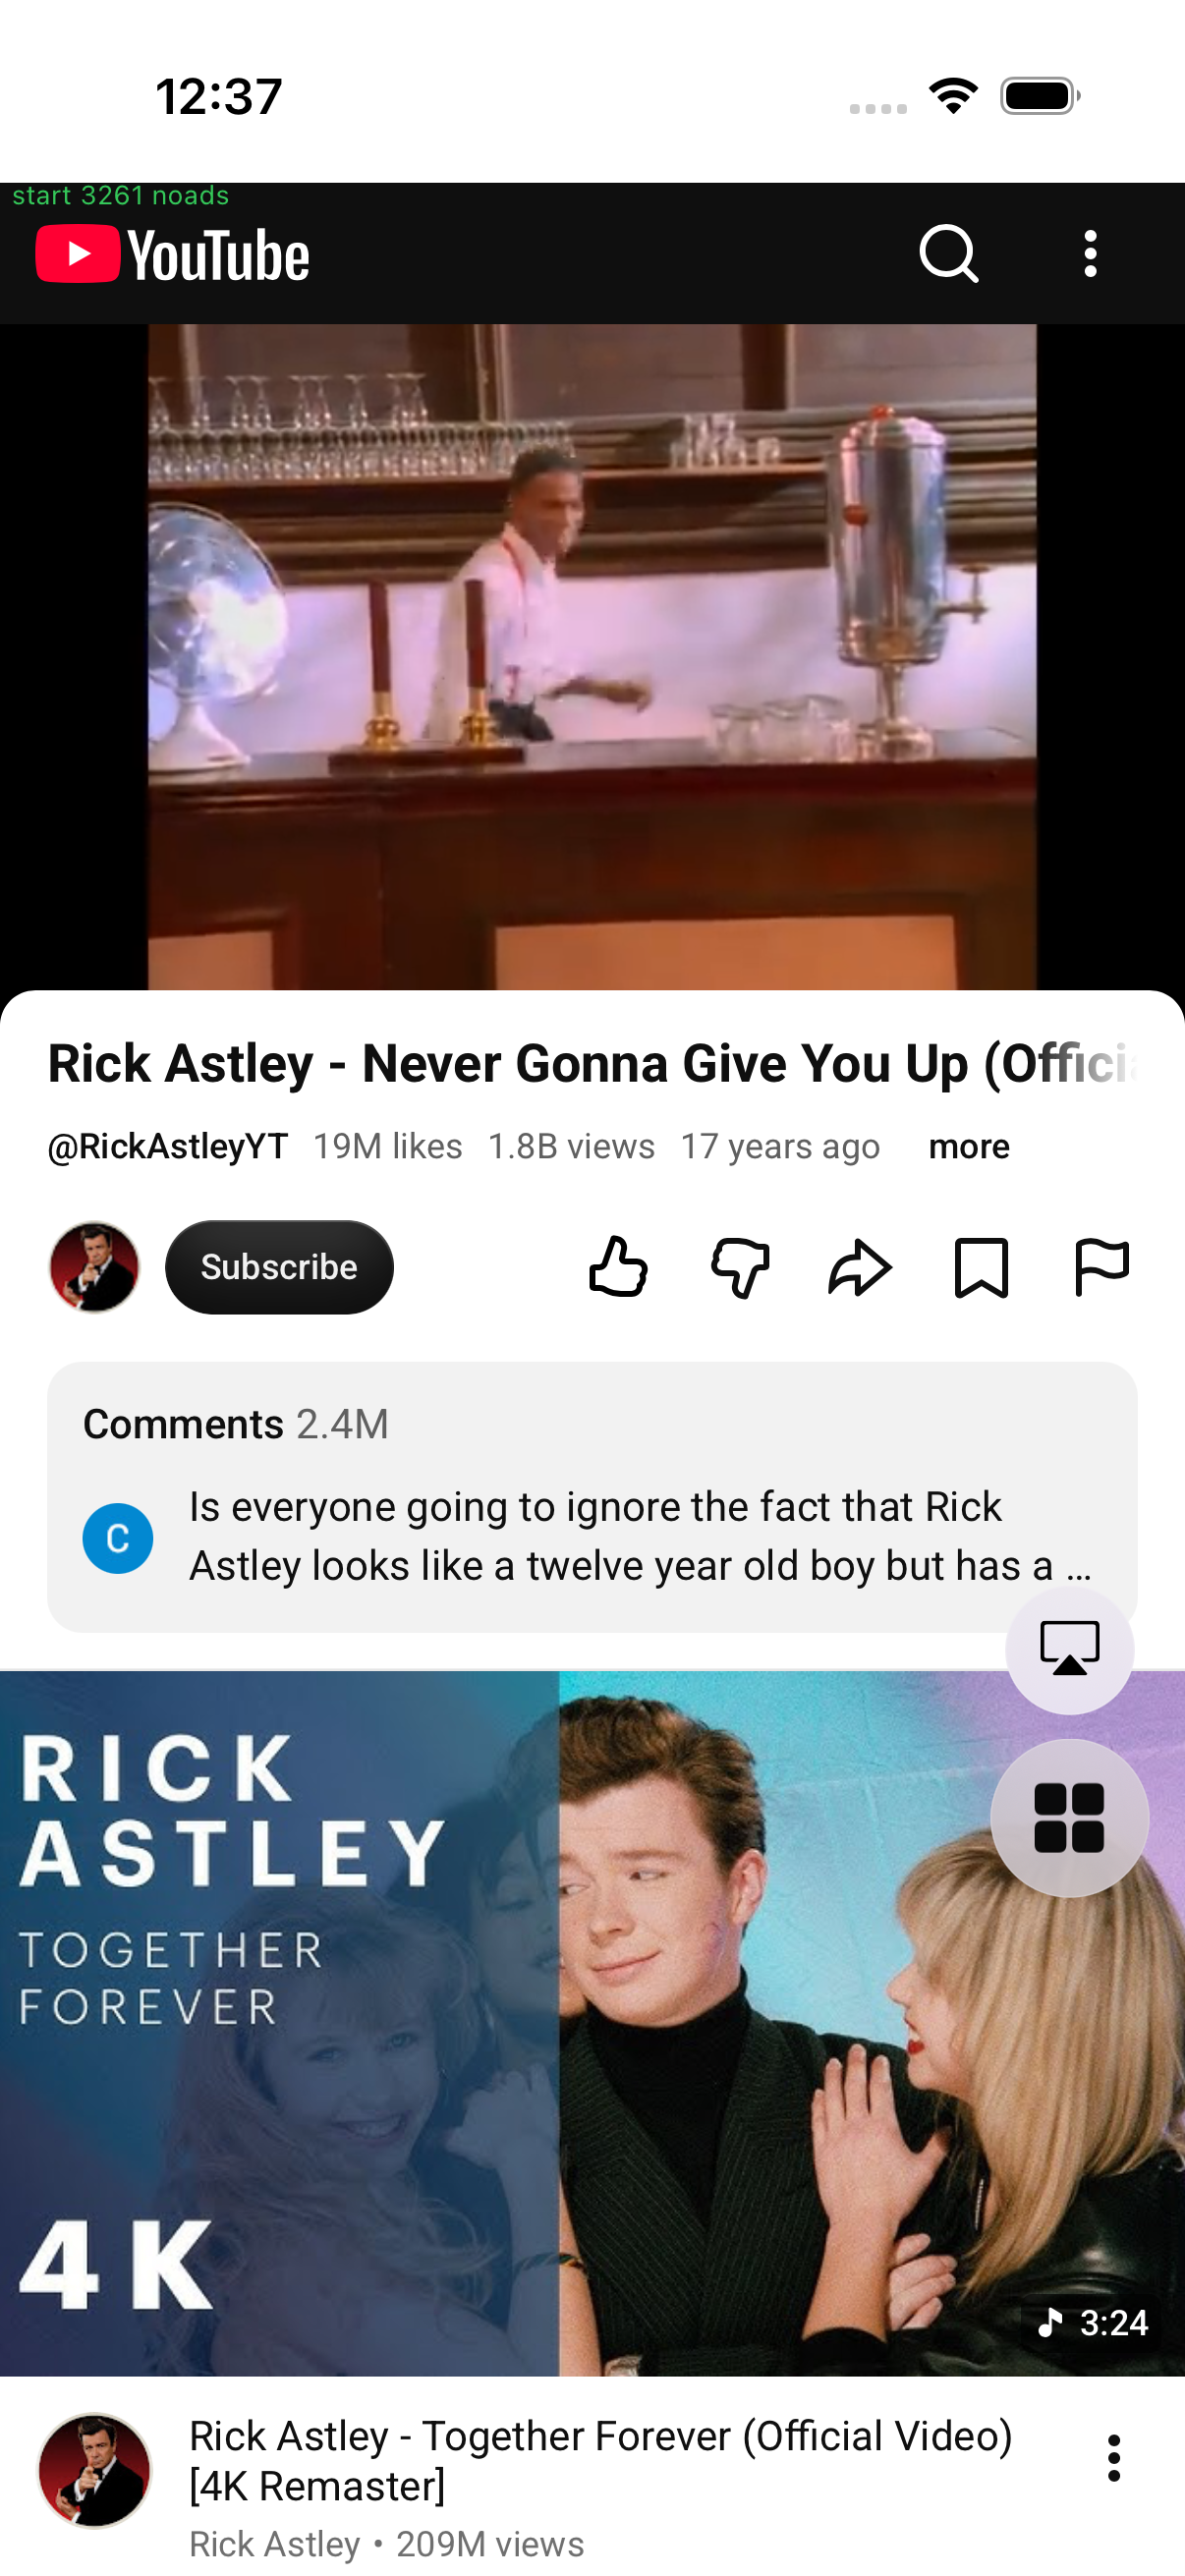 12:37
start 3261 noads
YouTube
Rick Astley - Never Gonna Give You Up (Offici
@RickAstleyYT 19M likes 1.8B views 17 years ago more
Subscribe
Comments 2.4M
C
Is everyone going to ignore the fact that Rick
Astley looks like a twelve year old boy but has a ...
RICK
ASTLEY
TOGETHER
FOREVER
4K
3:24
Rick Astley - Together Forever (Official Video)
[4K Remaster]
Rick Astley • 209M views